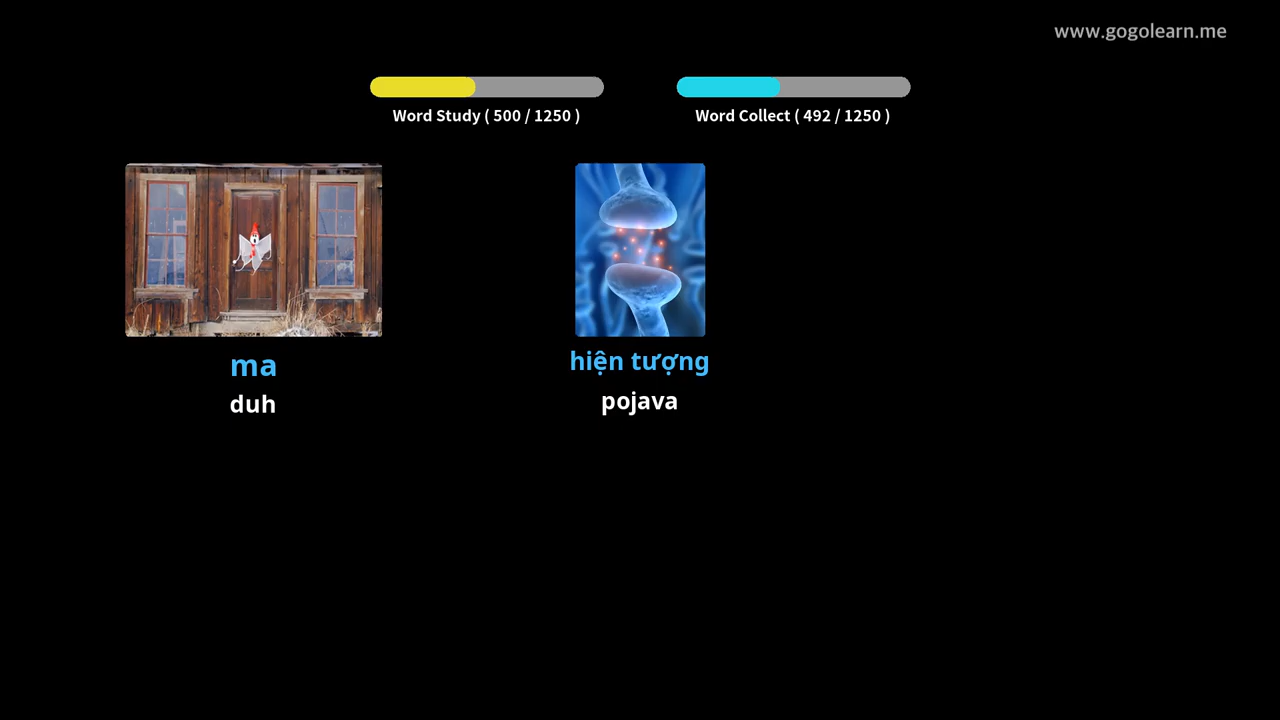 www.gogolearn.me
Word Study ( 500 / 1250 )
Word Collect ( 492 / 1250 )
ma
duh
hiện tượng
pojava